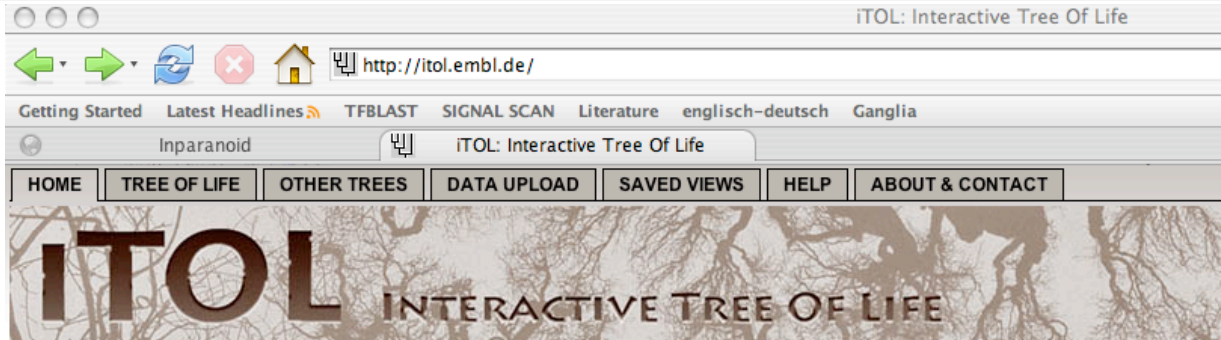 iTOL: Interactive Tree Of Life
http://itol.embl.de/
Getting Started Latest Headlines TFBLAST SIGNAL SCAN Literature englisch-deutsch Ganglia
Inparanoid iTOL: Interactive Tree Of Life
HOME TREE OF LIFE OTHER TREES DATA UPLOAD SAVED VIEWS HELP ABOUT & CONTACT
iTOL INTERACTIVE TREE OF LIFE